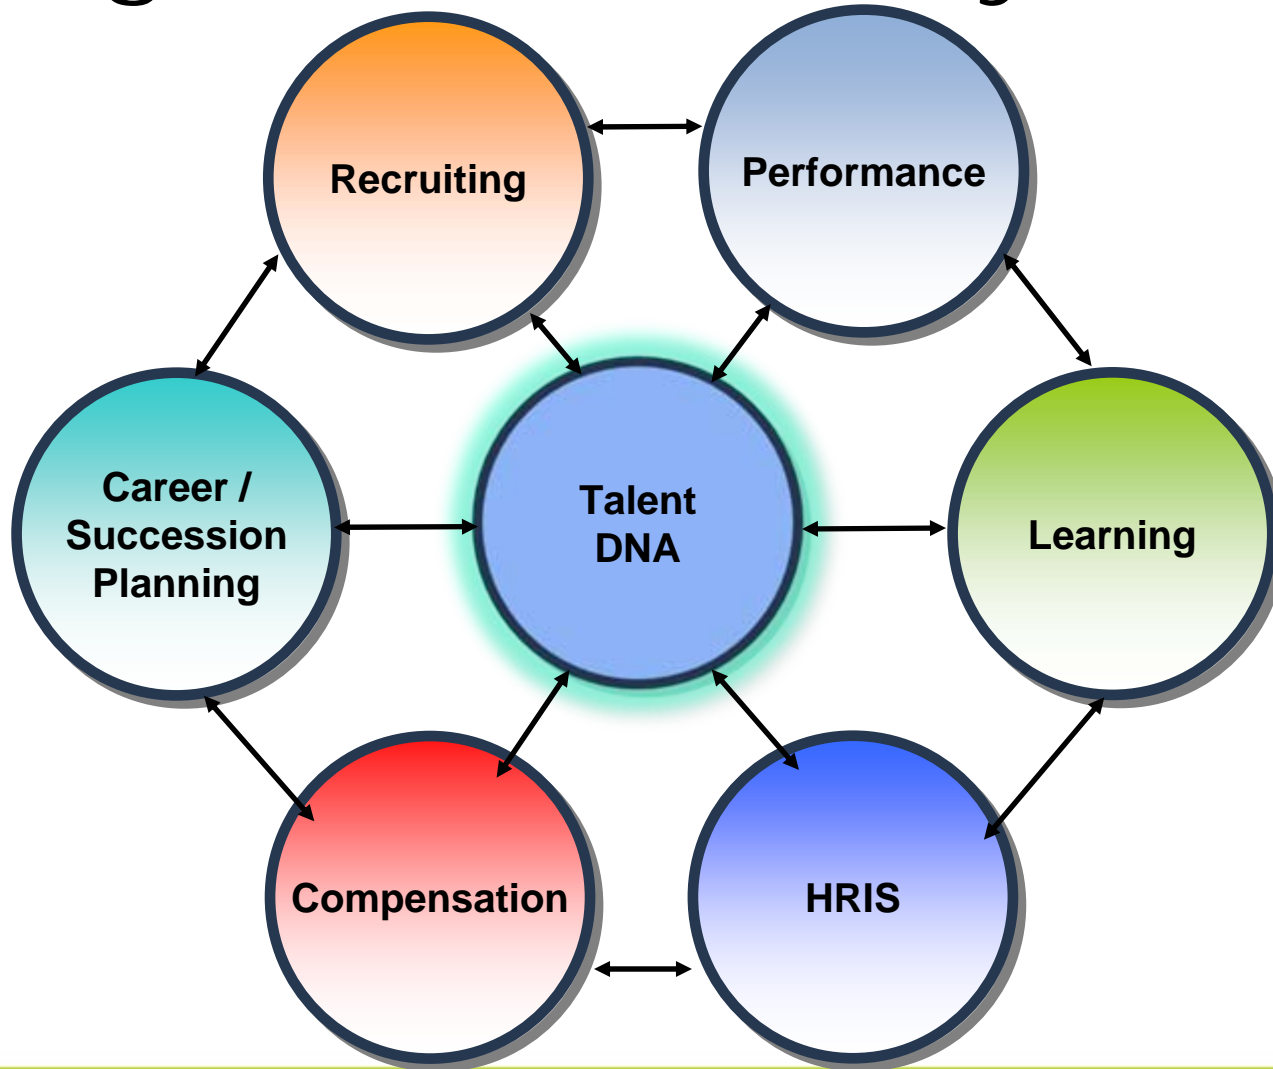 Recruiting
Performance
Career /
Succession
Planning
Talent
DNA
Learning
Compensation
HRIS